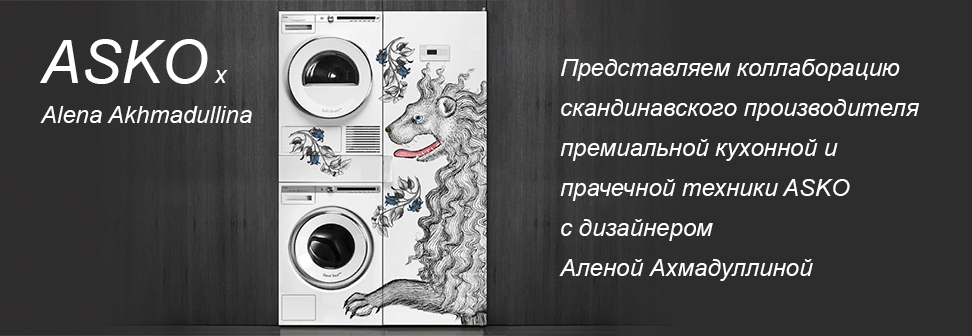 ASKO x
Alena Akhmadullina
Представляем коллаборацию
скандинавского производителя
премиальной кухонной и
прачечной техники ASKO
с дизайнером
Аленой Ахмадуллиной